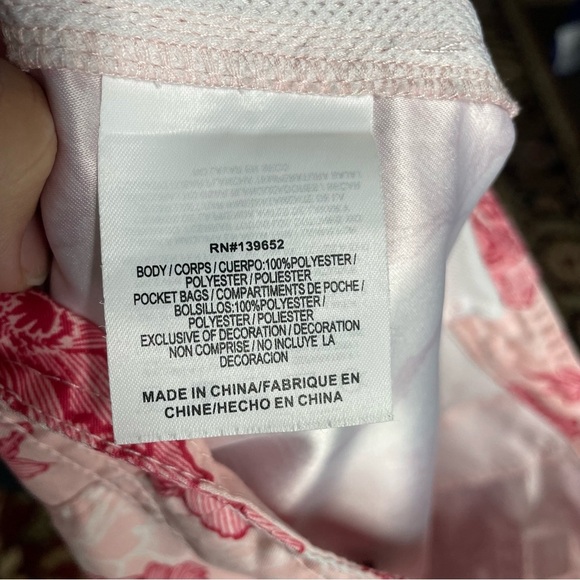 RN#139652
BODY / CORPS / CUERPO:100%POLYESTER /
POLYESTER / POLIESTER
POCKET BAGS / COMPARTIMENTS DE POCHE /
BOLSILLOS:100%POLYESTER /
POLYESTER / POLIESTER
EXCLUSIVE OF DECORATION / DECORATION
NON COMPRISE / NO INCLUYE LA
DECORACION
MADE IN CHINA/FABRIQUE EN
CHINE/HECHO EN CHINA